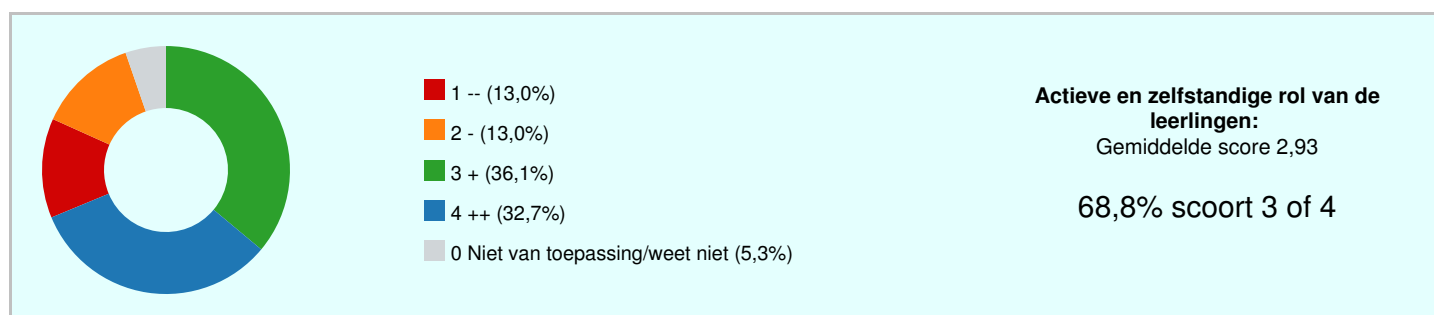 1 -- (13,0%)
2 - (13,0%)
3 + (36,1%)
4 ++ (32,7%)
0 Niet van toepassing/weet niet (5,3%)
Actieve en zelfstandige rol van de
leerlingen:
Gemiddelde score 2,93
68,8% scoort 3 of 4